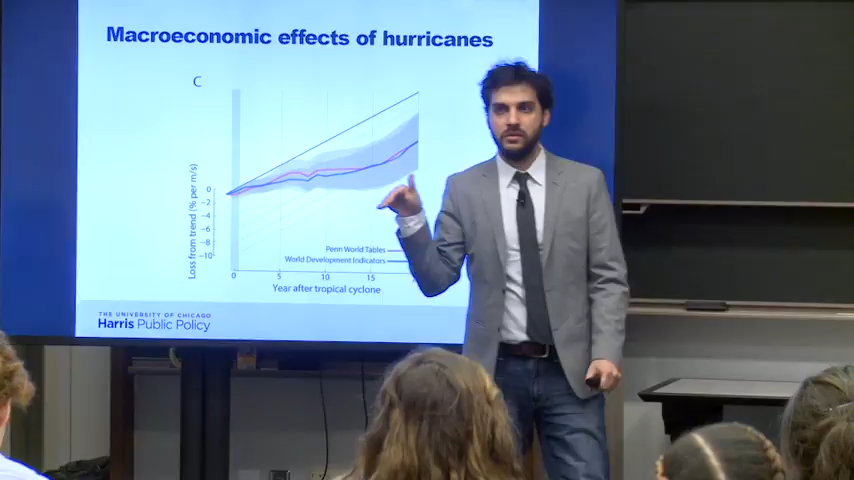 Macroeconomic effects of hurricanes
C
Loss from trend (% per m/s)
0
−2
−4
−6
−8
−10
Penn World Tables
World Development Indicators
0 5 10 15
Year after tropical cyclone
THE UNIVERSITY OF CHICAGO
Harris Public Policy